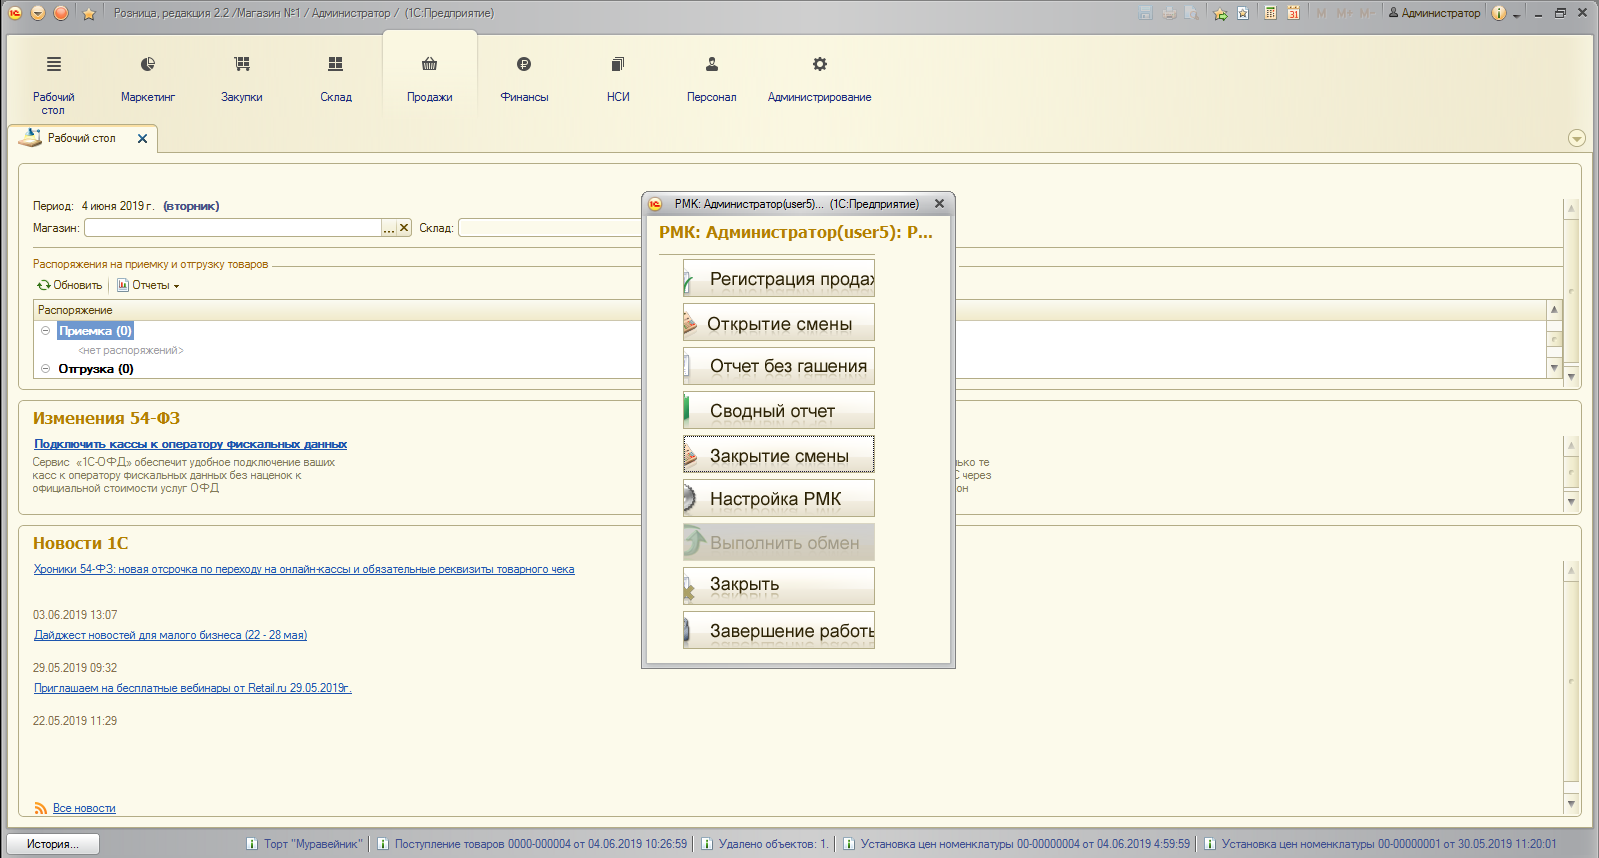 Розница, редакция 2.2 /Магазин №1 / Администратор / (1С:Предприятие)
M M+ M- Администратор
Рабочий стол
Маркетинг
Закупки
Склад
Продажи
Финансы
НСИ
Персонал
Администрирование
Рабочий стол
Период: 4 июня 2019 г. (вторник)
Магазин: ... Склад:
Распоряжения на приемку и отгрузку товаров
Обновить Отчеты
Распоряжение
Приемка (0)
<нет распоряжений>
Отгрузка (0)
Изменения 54-ФЗ
Подключить кассы к оператору фискальных данных
Сервис «1С-ОФД» обеспечит удобное подключение ваших
касс к оператору фискальных данных без наценок к
официальной стоимости услуг ОФД
те
С через
он
Новости 1С
Хроники 54-ФЗ: новая отсрочка по переходу на онлайн-кассы и обязательные реквизиты товарного чека
03.06.2019 13:07
Дайджест новостей для малого бизнеса (22 - 28 мая)
29.05.2019 09:32
Приглашаем на бесплатные вебинары от Retail.ru 29.05.2019г.
22.05.2019 11:29
Все новости
РМК: Администратор(user5)... (1С:Предприятие)
РМК: Администратор(user5): Р...
Регистрация продаж
Открытие смены
Отчет без гашения
Сводный отчет
Закрытие смены
Настройка РМК
Выполнить обмен
Закрыть
Завершение работы
История...
Торт "Муравейник"
Поступление товаров 0000-000004 от 04.06.2019 10:26:59
Удалено объектов: 1.
Установка цен номенклатуры 00-00000004 от 04.06.2019 4:59:59
Установка цен номенклатуры 00-00000001 от 30.05.2019 11:20:01